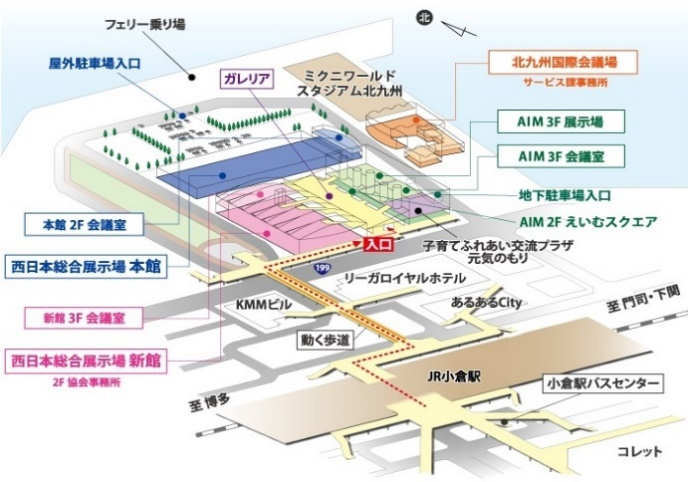 北
フェリー乗り場
屋外駐車場入口
ガレリア
ミクニワールド
スタジアム北九州
北九州国際会議場
サービス課事務所
AIM 3F 展示場
AIM 3F 会議室
地下駐車場入口
AIM 2F えいむスクエア
本館 2F 会議室
入口
子育てふれあい交流プラザ
元気のもり
西日本総合展示場 本館
199
リーガロイヤルホテル
KMMビル
あるあるCity
至 門司・下関
新館 3F 会議室
動く歩道
西日本総合展示場 新館
2F 協会事務所
JR小倉駅
小倉駅バスセンター
至 博多
コレット